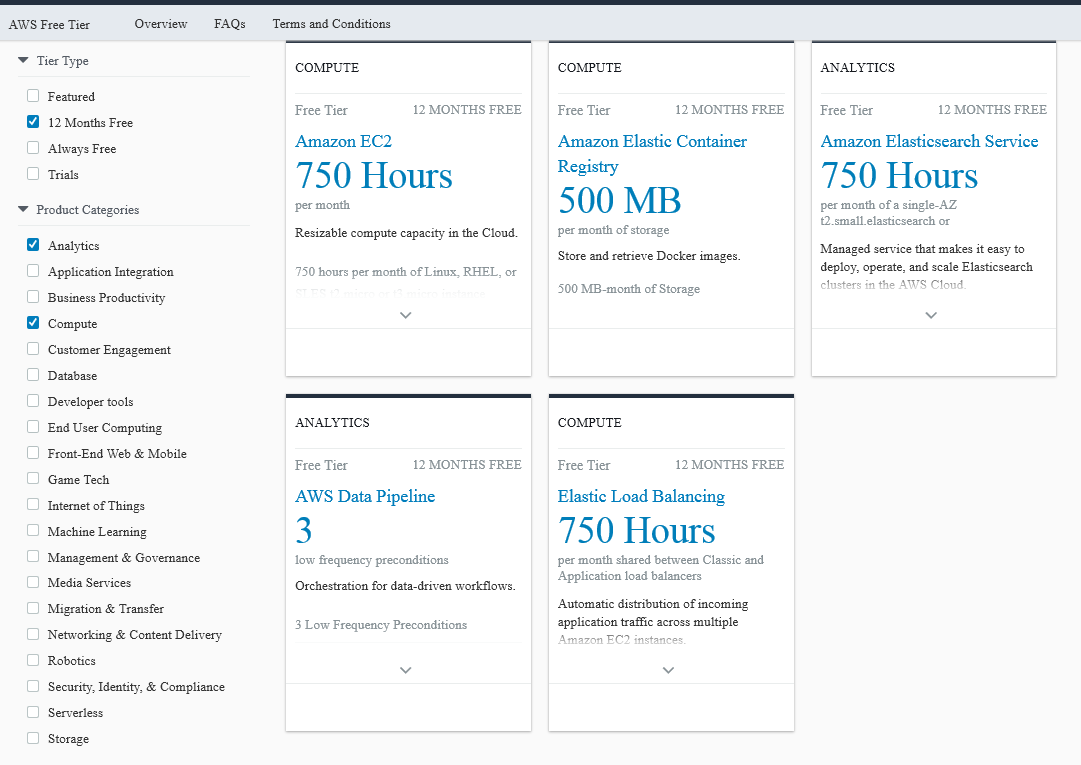 AWS Free Tier Overview FAQs Terms and Conditions
Tier Type
Featured
12 Months Free
Always Free
Trials
Product Categories
Analytics
Application Integration
Business Productivity
Compute
Customer Engagement
Database
Developer tools
End User Computing
Front-End Web & Mobile
Game Tech
Internet of Things
Machine Learning
Management & Governance
Media Services
Migration & Transfer
Networking & Content Delivery
Robotics
Security, Identity, & Compliance
Serverless
Storage
COMPUTE
Free Tier 12 MONTHS FREE
Amazon EC2
750 Hours
per month
Resizable compute capacity in the Cloud.
750 hours per month of Linux, RHEL, or
COMPUTE
Free Tier 12 MONTHS FREE
Amazon Elastic Container
Registry
500 MB
per month of storage
Store and retrieve Docker images.
500 MB-month of Storage
ANALYTICS
Free Tier 12 MONTHS FREE
Amazon Elasticsearch Service
750 Hours
per month of a single-AZ
t2.small.elasticsearch or
Managed service that makes it easy to
deploy, operate, and scale Elasticsearch
clusters in the AWS Cloud.
ANALYTICS
Free Tier 12 MONTHS FREE
AWS Data Pipeline
3
low frequency preconditions
Orchestration for data-driven workflows.
3 Low Frequency Preconditions
COMPUTE
Free Tier 12 MONTHS FREE
Elastic Load Balancing
750 Hours
per month shared between Classic and
Application load balancers
Automatic distribution of incoming
application traffic across multiple
Amazon EC2 instances.